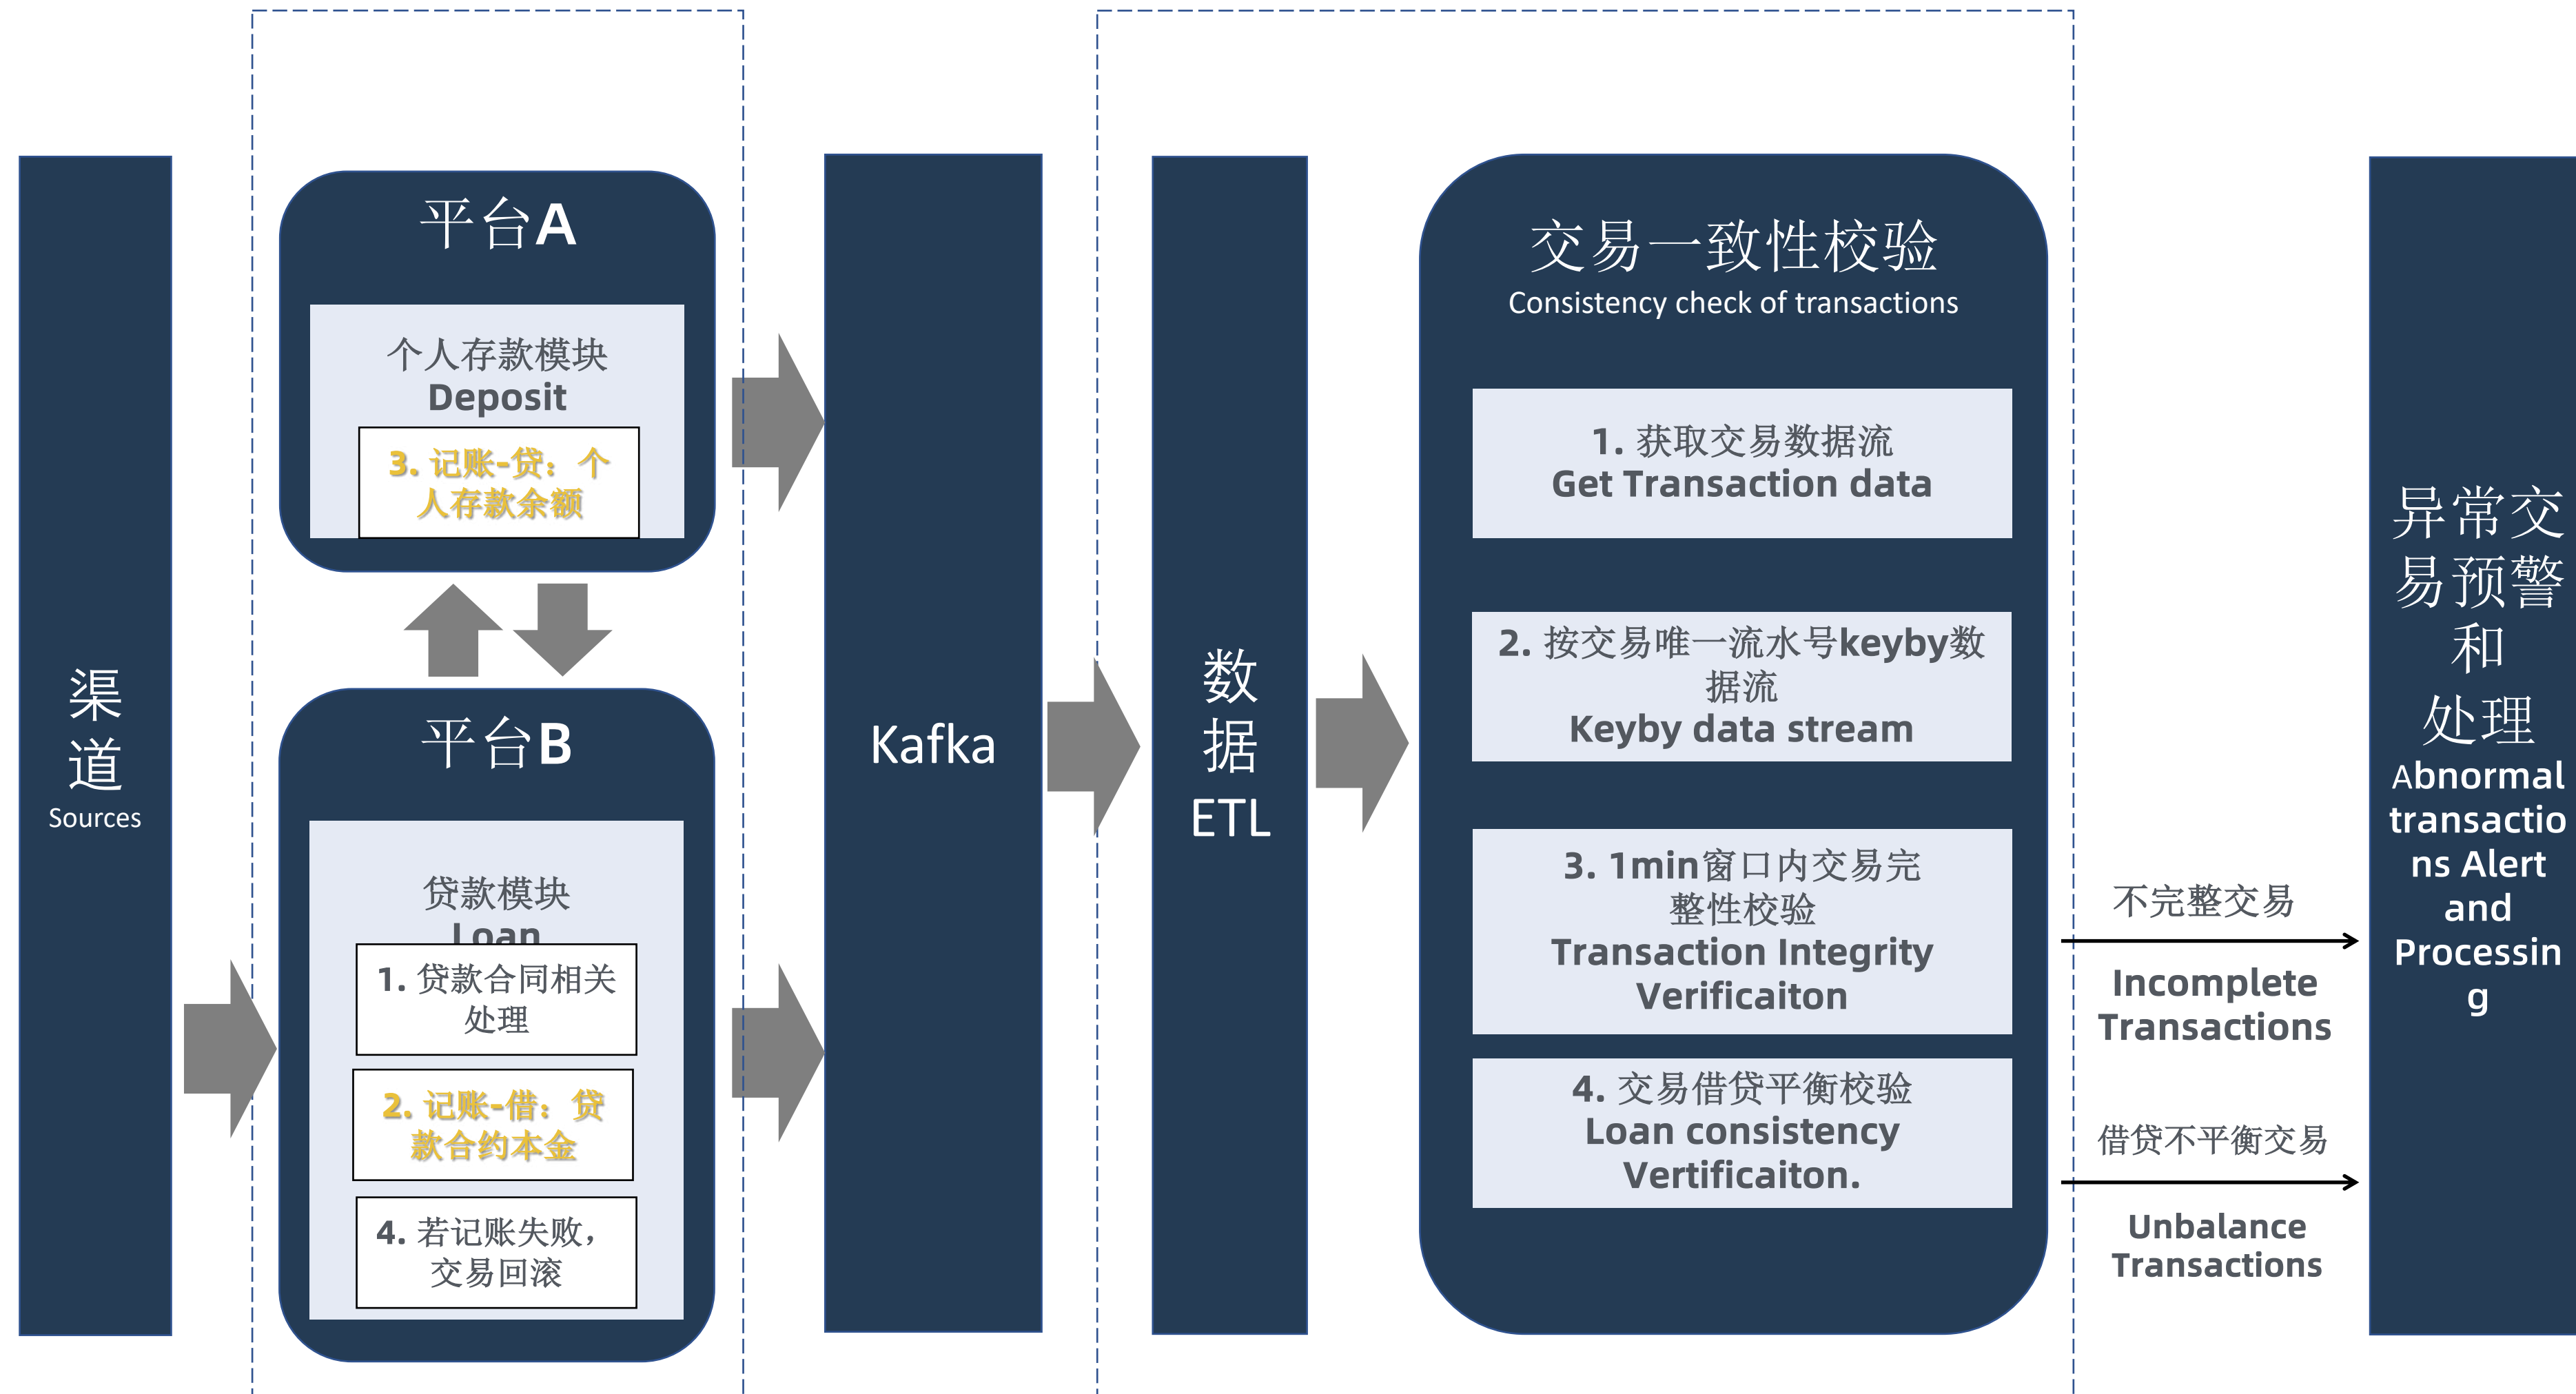 渠
道
Sources
平台A
个人存款模块
Deposit
3. 记账-贷：个
人存款余额
平台B
贷款模块
Loan
1. 贷款合同相关
处理
2. 记账-借：贷
款合约本金
4. 若记账失败，
交易回滚
Kafka
数
据
ETL
交易一致性校验
Consistency check of transactions
1. 获取交易数据流
Get Transaction data
2. 按交易唯一流水号keyby数
据流
Keyby data stream
3. 1min窗口内交易完
整性校验
Transaction Integrity
Verificaiton
4. 交易借贷平衡校验
Loan consistency
Vertificaiton.
不完整交易
Incomplete
Transactions
借贷不平衡交易
Unbalance
Transactions
异常交
易预警
和
处理
Abnormal
transactio
ns Alert
and
Processin
g